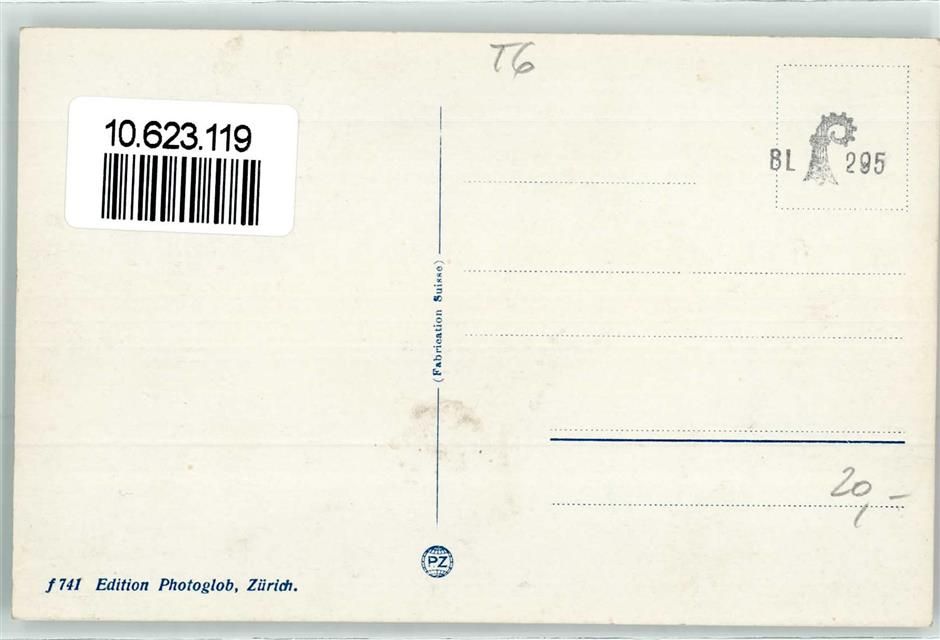 T6
10.623.119
BL 295
(Fabrication Suisse)
20,-
PZ
f 741 Edition Photoglob, Zürich.